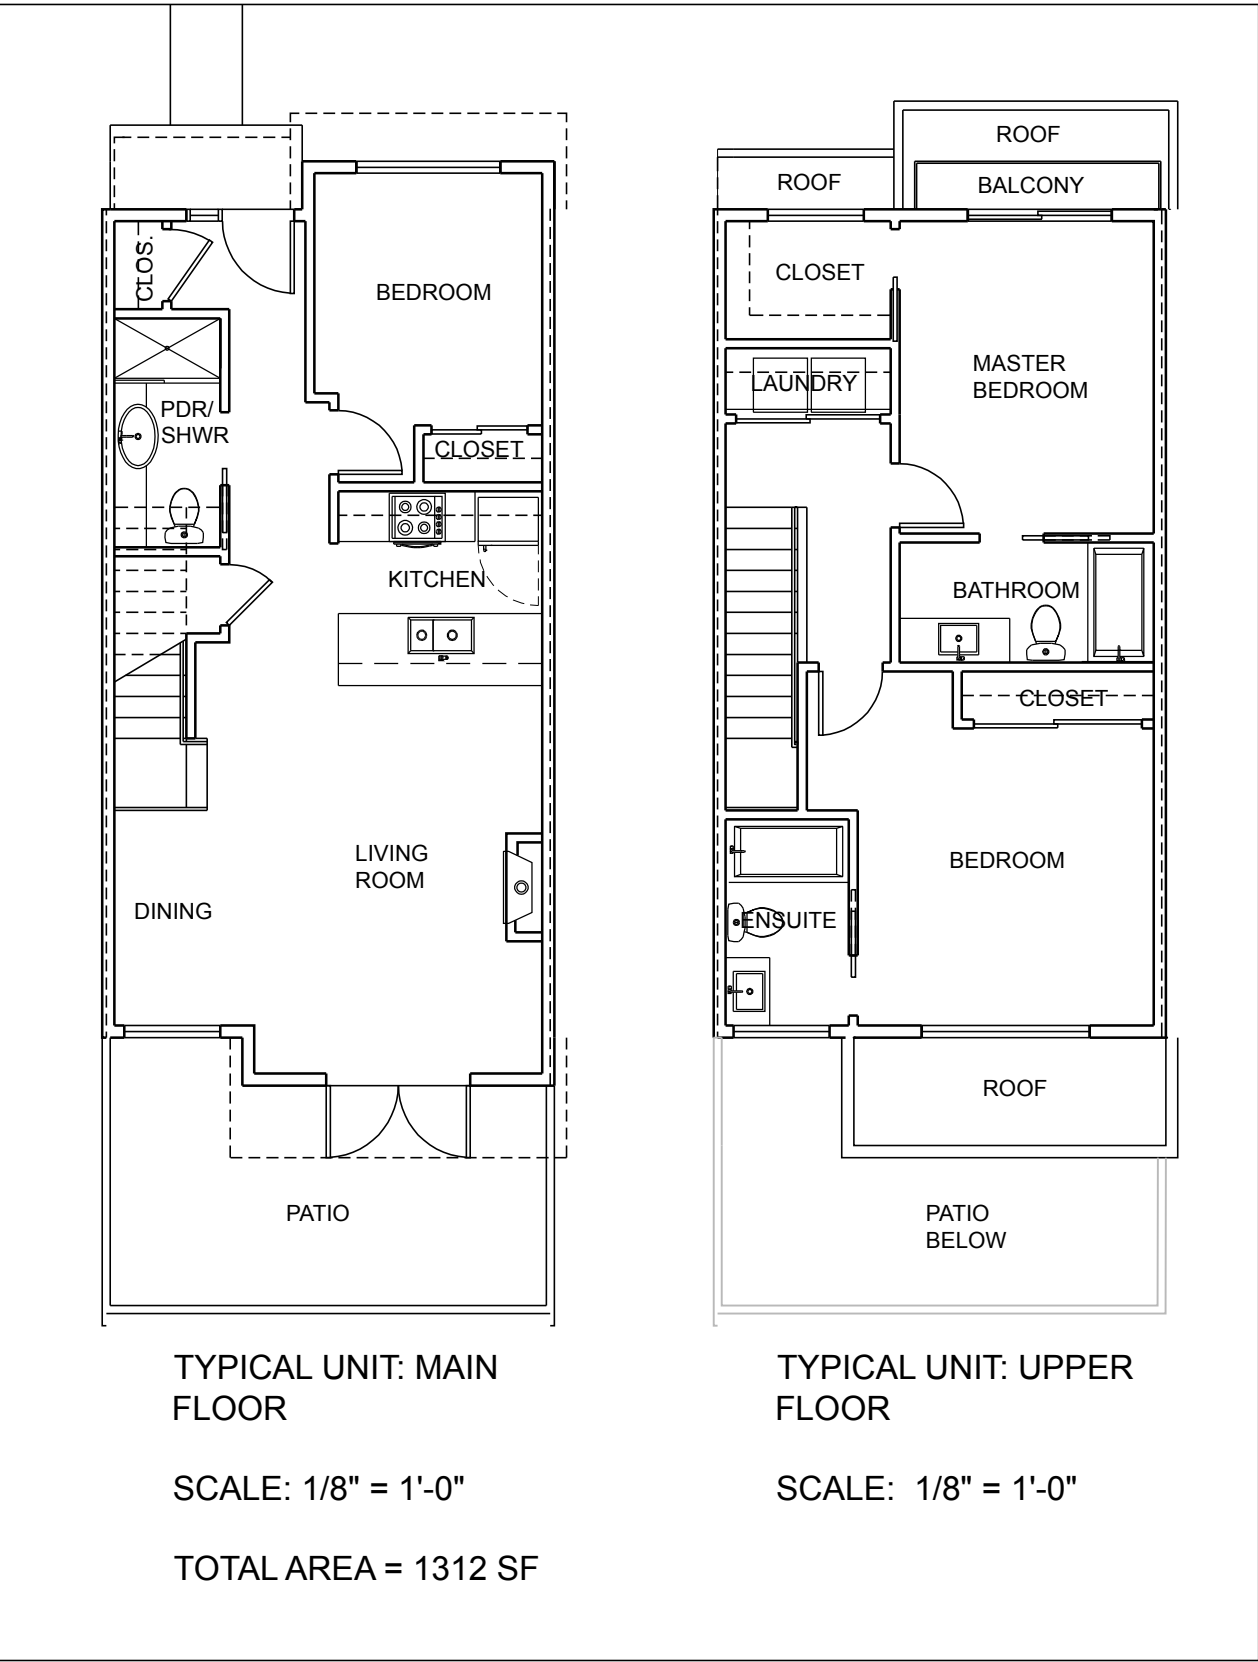 CLOS.
BEDROOM
PDR/
SHWR
CLOSET
KITCHEN
LIVING
ROOM
DINING
PATIO
TYPICAL UNIT: MAIN
FLOOR
SCALE: 1/8" = 1'-0"
TOTAL AREA = 1312 SF
ROOF
ROOF
BALCONY
CLOSET
MASTER
BEDROOM
LAUNDRY
BATHROOM
CLOSET
BEDROOM
ENSUITE
ROOF
PATIO
BELOW
TYPICAL UNIT: UPPER
FLOOR
SCALE: 1/8" = 1'-0"